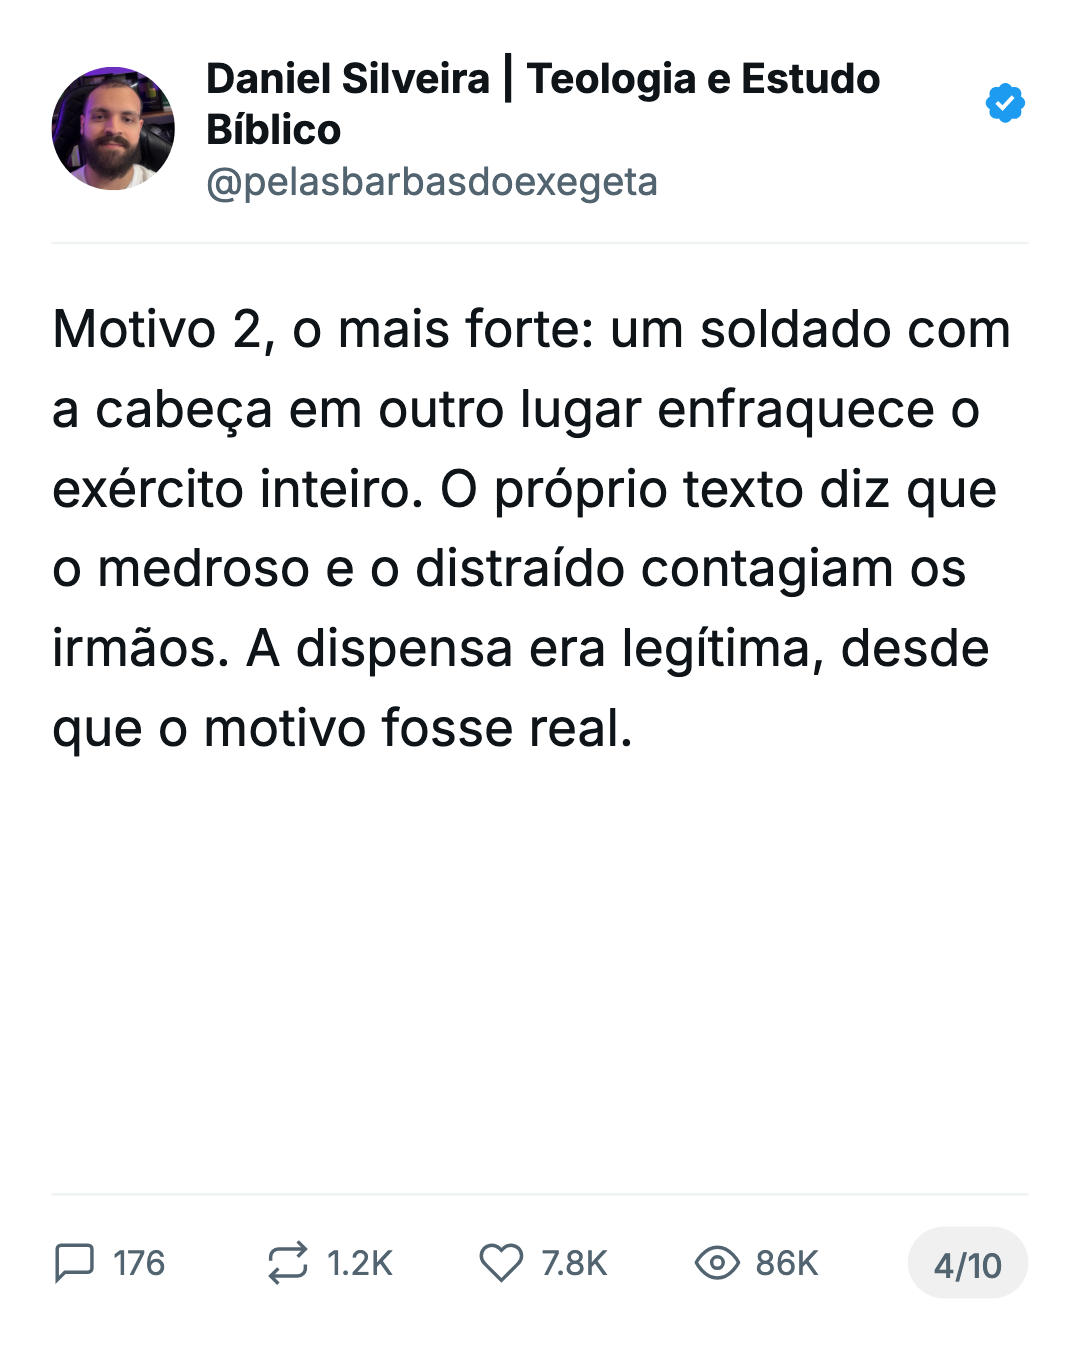 Daniel Silveira | Teologia e Estudo
Bíblico
@pelasbarbasdoexegeta
Motivo 2, o mais forte: um soldado com
a cabeça em outro lugar enfraquece o
exército inteiro. O próprio texto diz que
o medroso e o distraído contagiam os
irmãos. A dispensa era legítima, desde
que o motivo fosse real.
176 1.2K 7.8K 86K 4/10